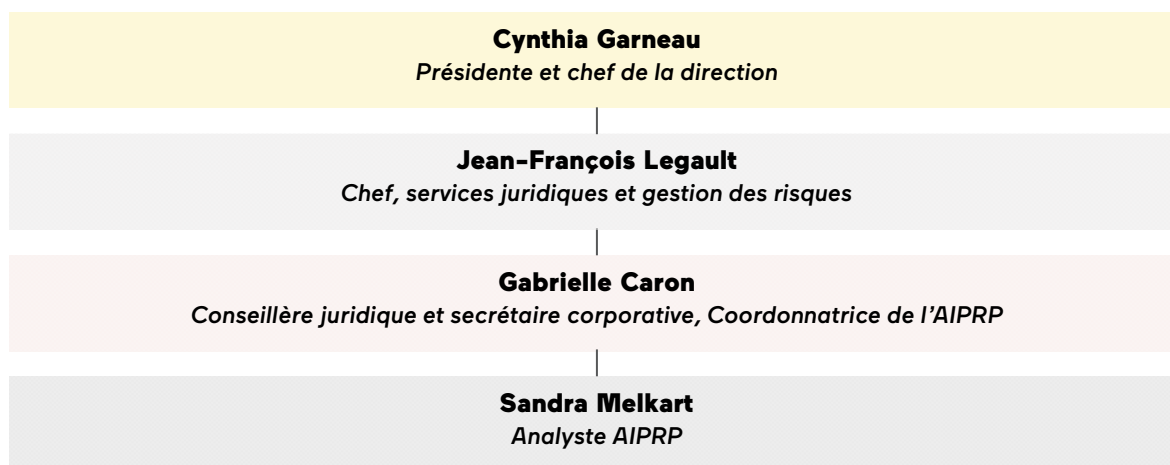 Cynthia Garneau
Présidente et chef de la direction
Jean-François Legault
Chef, services juridiques et gestion des risques
Gabrielle Caron
Conseillère juridique et secrétaire corporative, Coordonnatrice de l’AIPRP
Sandra Melkart
Analyste AIPRP